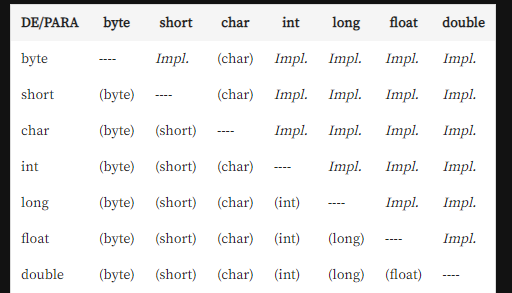 DE/PARA byte short char int long float double
byte ---- Impl. (char) Impl. Impl. Impl. Impl.
short (byte) ---- (char) Impl. Impl. Impl. Impl.
char (byte) (short) ---- Impl. Impl. Impl. Impl.
int (byte) (short) (char) ---- Impl. Impl. Impl.
long (byte) (short) (char) (int) ---- Impl. Impl.
float (byte) (short) (char) (int) (long) ---- Impl.
double (byte) (short) (char) (int) (long) (float) ----